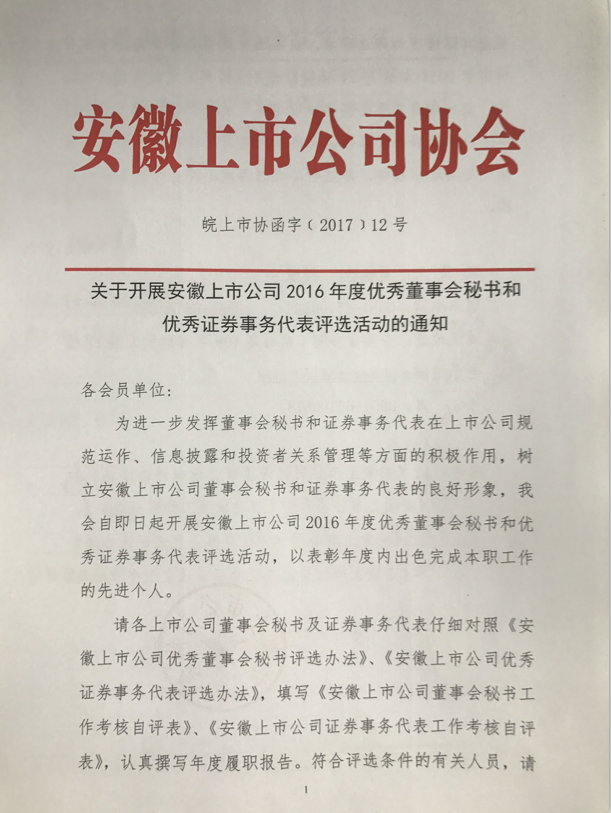 安徽上市公司协会
皖上市协函字﹝2017﹞12 号
关于开展安徽上市公司 2016 年度优秀董事会秘书和
优秀证券事务代表评选活动的通知
各会员单位：
为进一步发挥董事会秘书和证券事务代表在上市公司规
范运作、信息披露和投资者关系管理等方面的积极作用，树
立安徽上市公司董事会秘书和证券事务代表的良好形象，我
会自即日起开展安徽上市公司 2016 年度优秀董事会秘书和优
秀证券事务代表评选活动，以表彰年度内出色完成本职工作
的先进个人。
请各上市公司董事会秘书及证券事务代表仔细对照《安
徽上市公司优秀董事会秘书评选办法》、《安徽上市公司优秀
证券事务代表评选办法》，填写《安徽上市公司董事会秘书工
作考核自评表》、《安徽上市公司证券事务代表工作考核自评
表》，认真撰写年度履职报告。符合评选条件的有关人员，请
1